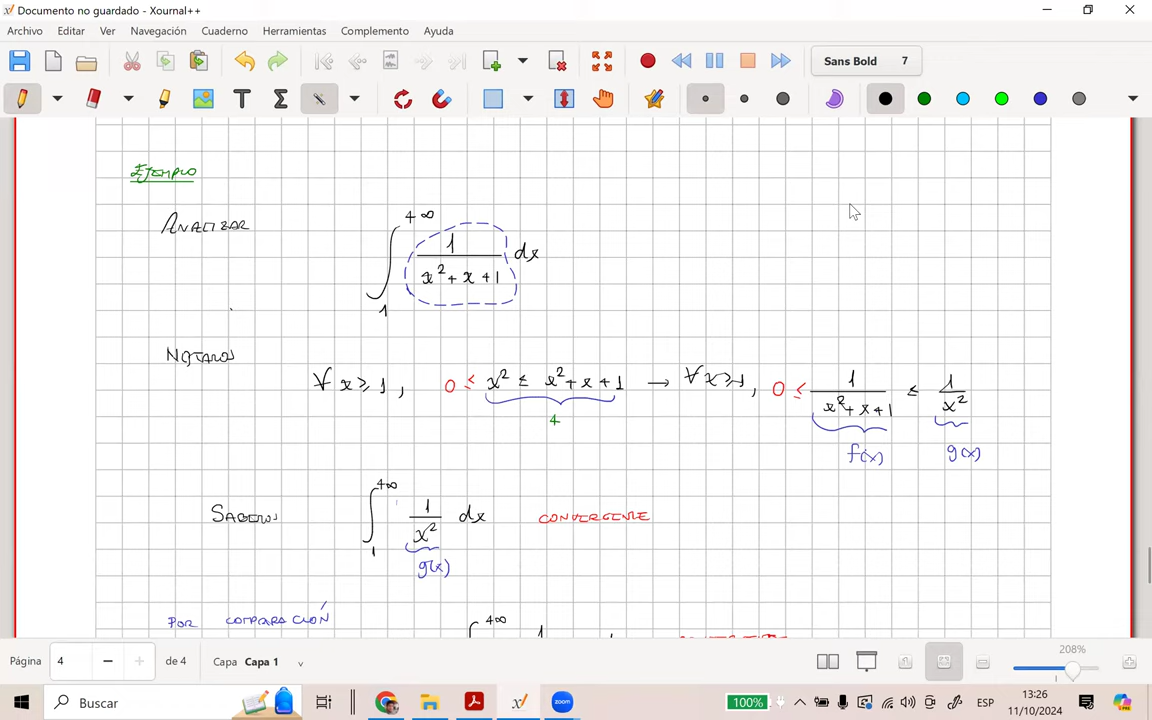 Documento no guardado - Xournal++
Archivo Editar Ver Navegación Cuaderno Herramientas Complemento Ayuda
Sans Bold 7
EJEMPLO
ANALIZAR ∫₁^{+∞} 1/(x²+x+1) dx
NOTAMOS
∀ x ≥ 1, 0 ≤ x² ≤ x²+x+1 → ∀ x ≥ 1, 0 ≤ 1/(x²+x+1) ≤ 1/x²
f(x) g(x)
SABEMOS ∫₁^{+∞} 1/x² dx CONVERGENTE
g(x)
POR COMPARACIÓN +∞ 1
Página 4 de 4 Capa Capa 1 208%
Buscar 100% ESP 13:26
11/10/2024
zoom